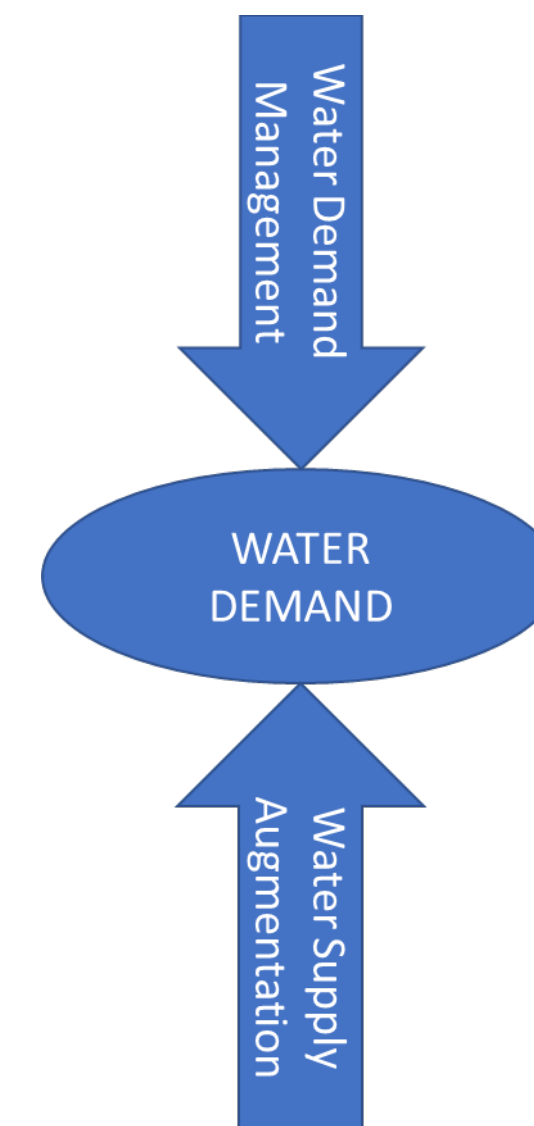 Water Demand
Management
WATER
DEMAND
Water Supply
Augmentation